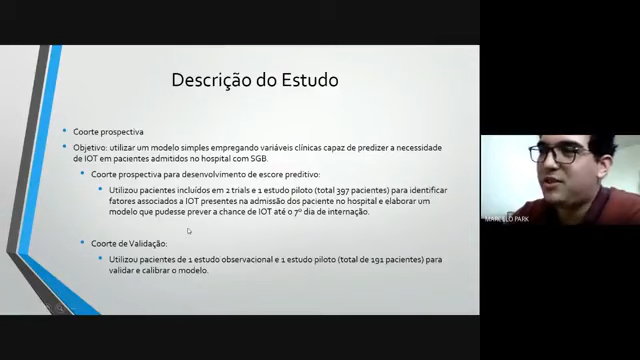 Descrição do Estudo
• Coorte prospectiva
• Objetivo: utilizar um modelo simples empregando variáveis clínicas capaz de predizer a necessidade
de IOT em pacientes admitidos no hospital com SGB.
• Coorte prospectiva para desenvolvimento de escore preditivo:
• Utilizou pacientes incluídos em 2 trials e 1 estudo piloto (total 397 pacientes) para identificar
fatores associados a IOT presentes na admissão dos paciente no hospital e elaborar um
modelo que pudesse prever a chance de IOT até o 7º dia de internação.
• Coorte de Validação:
• Utilizou pacientes de 1 estudo observacional e 1 estudo piloto (total de 191 pacientes) para
validar e calibrar o modelo.
MARCELO PARK